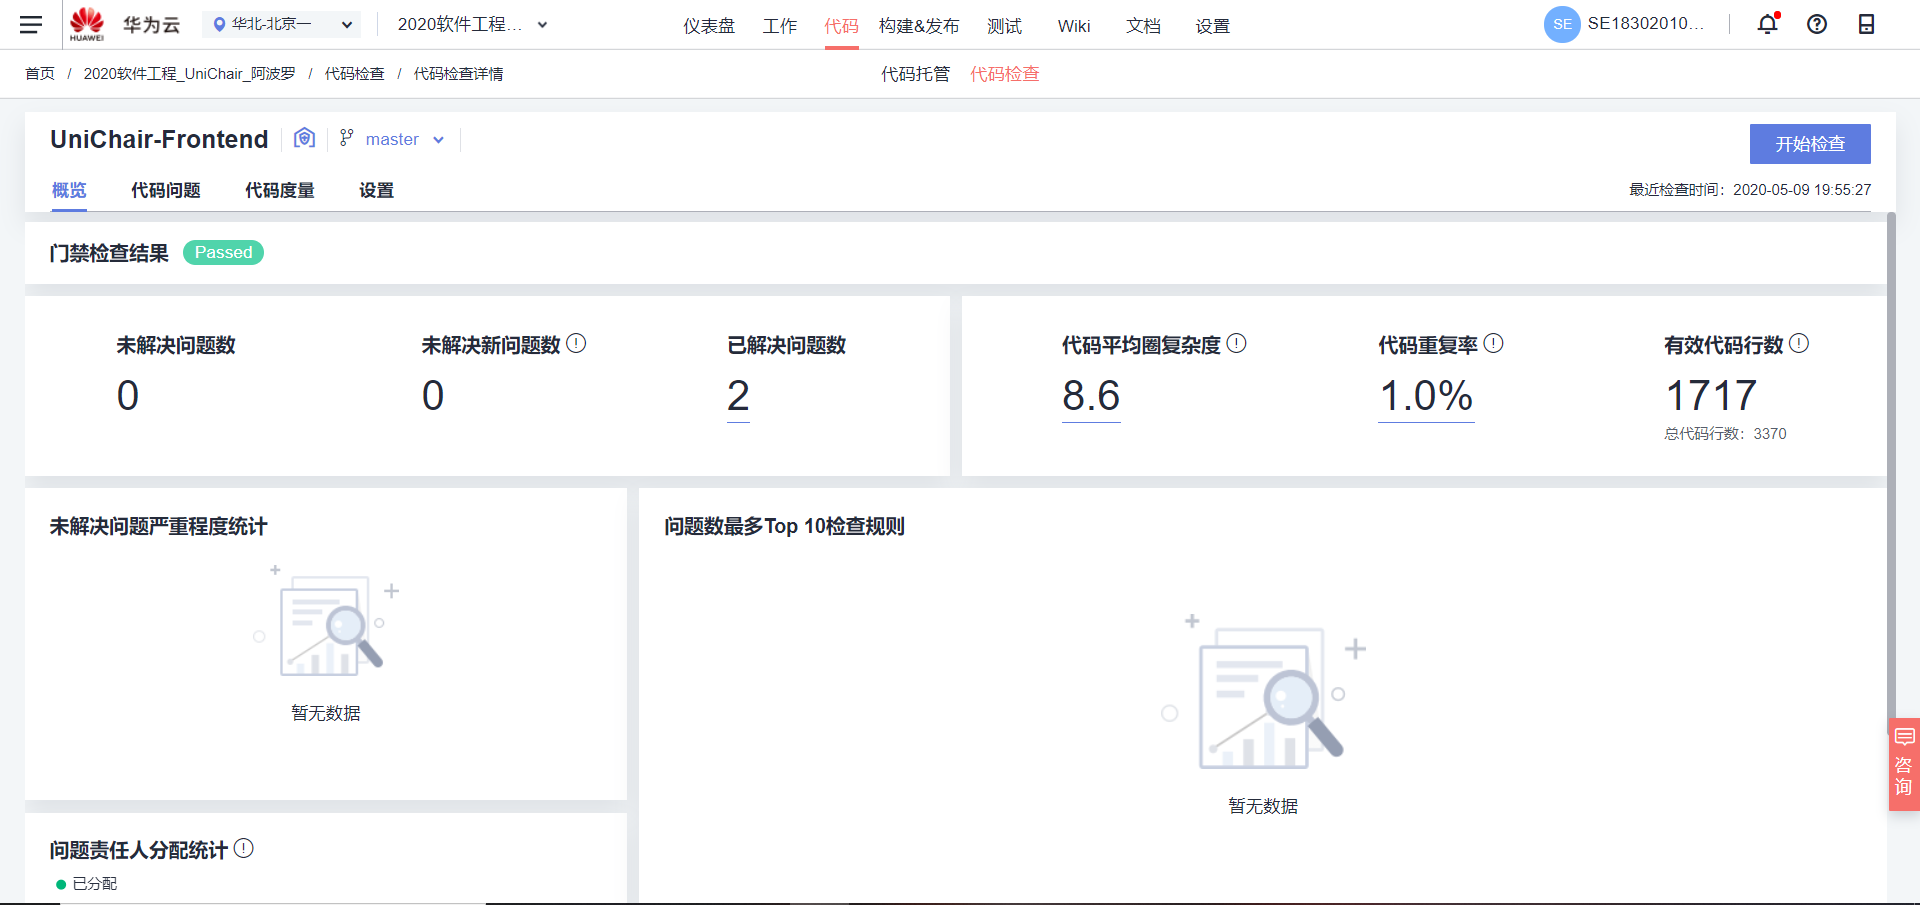 HUAWEI
华为云
华北-北京一
2020软件工程...
仪表盘
工作
代码
构建&发布
测试
Wiki
文档
设置
SE
SE18302010...
首页 / 2020软件工程_UniChair_阿波罗 / 代码检查 / 代码检查详情
代码托管
代码检查
UniChair-Frontend
master
开始检查
概览
代码问题
代码度量
设置
最近检查时间：2020-05-09 19:55:27
门禁检查结果
Passed
未解决问题数
0
未解决新问题数
0
已解决问题数
2
代码平均圈复杂度
8.6
代码重复率
1.0%
有效代码行数
1717
总代码行数：3370
未解决问题严重程度统计
暂无数据
问题数最多Top 10检查规则
暂无数据
咨询
问题责任人分配统计
已分配